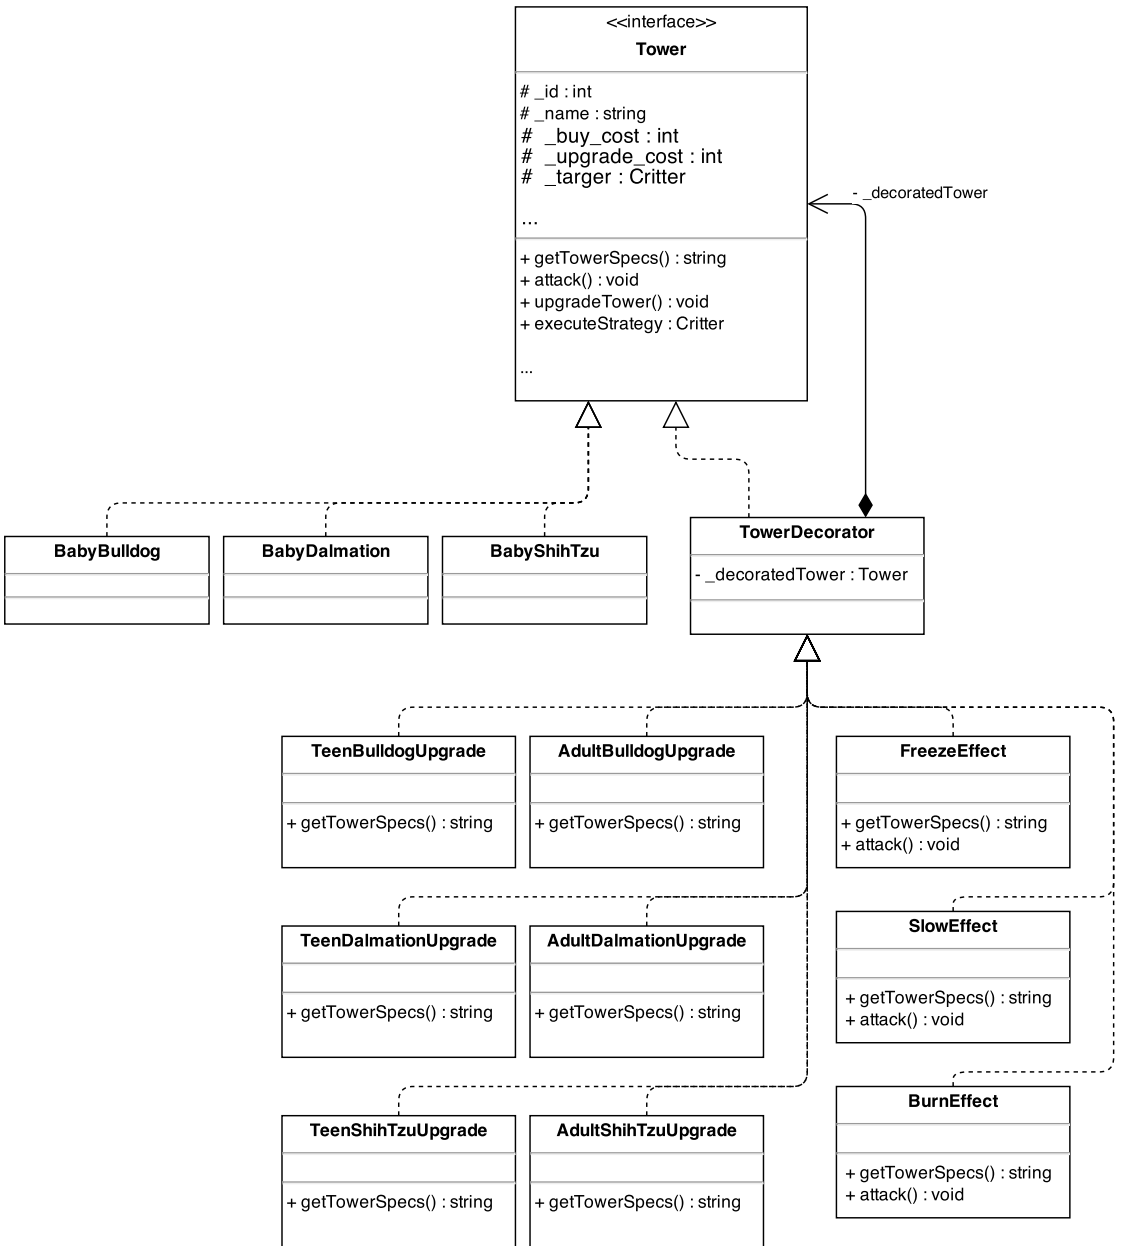 <<interface>>
Tower
# _id : int
# _name : string
# _buy_cost : int
# _upgrade_cost : int
# _targer : Critter
...
+ getTowerSpecs() : string
+ attack() : void
+ upgradeTower() : void
+ executeStrategy : Critter
...
- _decoratedTower
BabyBulldog
BabyDalmation
BabyShihTzu
TowerDecorator
- _decoratedTower : Tower
TeenBulldogUpgrade
+ getTowerSpecs() : string
AdultBulldogUpgrade
+ getTowerSpecs() : string
FreezeEffect
+ getTowerSpecs() : string
+ attack() : void
TeenDalmationUpgrade
+ getTowerSpecs() : string
AdultDalmationUpgrade
+ getTowerSpecs() : string
SlowEffect
+ getTowerSpecs() : string
+ attack() : void
TeenShihTzuUpgrade
+ getTowerSpecs() : string
AdultShihTzuUpgrade
+ getTowerSpecs() : string
BurnEffect
+ getTowerSpecs() : string
+ attack() : void